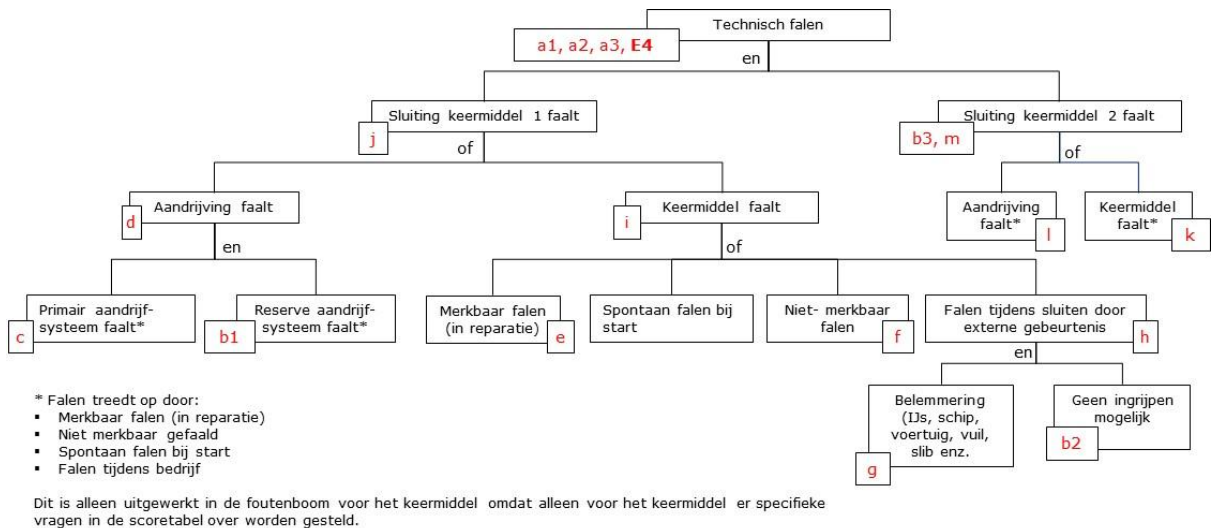 Technisch falen
a1, a2, a3, E4
en
Sluiting keermiddel 1 faalt
j
of
Sluiting keermiddel 2 faalt
b3, m
of
Aandrijving faalt
d
en
Keermiddel faalt
i
of
Aandrijving
faalt*
l
Keermiddel
faalt*
k
Primair aandrijf-
systeem faalt*
c
Reserve aandrijf-
systeem faalt*
b1
Merkbaar falen
(in reparatie)
e
Spontaan falen bij
start
Niet- merkbaar
falen
f
Falen tijdens sluiten door
externe gebeurtenis
h
en
Belemmering
(IJs, schip,
voertuig, vuil,
slib enz.
g
Geen ingrijpen
mogelijk
b2
* Falen treedt op door:
▪ Merkbaar falen (in reparatie)
▪ Niet merkbaar gefaald
▪ Spontaan falen bij start
▪ Falen tijdens bedrijf
Dit is alleen uitgewerkt in de foutenboom voor het keermiddel omdat alleen voor het keermiddel er specifieke
vragen in de scoretabel over worden gesteld.